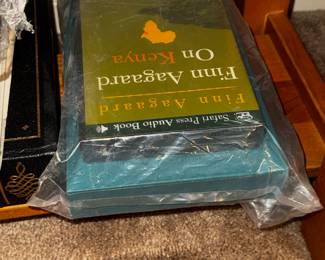 Finn Aagaard
On Kenya
Finn Aagaard
Safari Press Audio Book